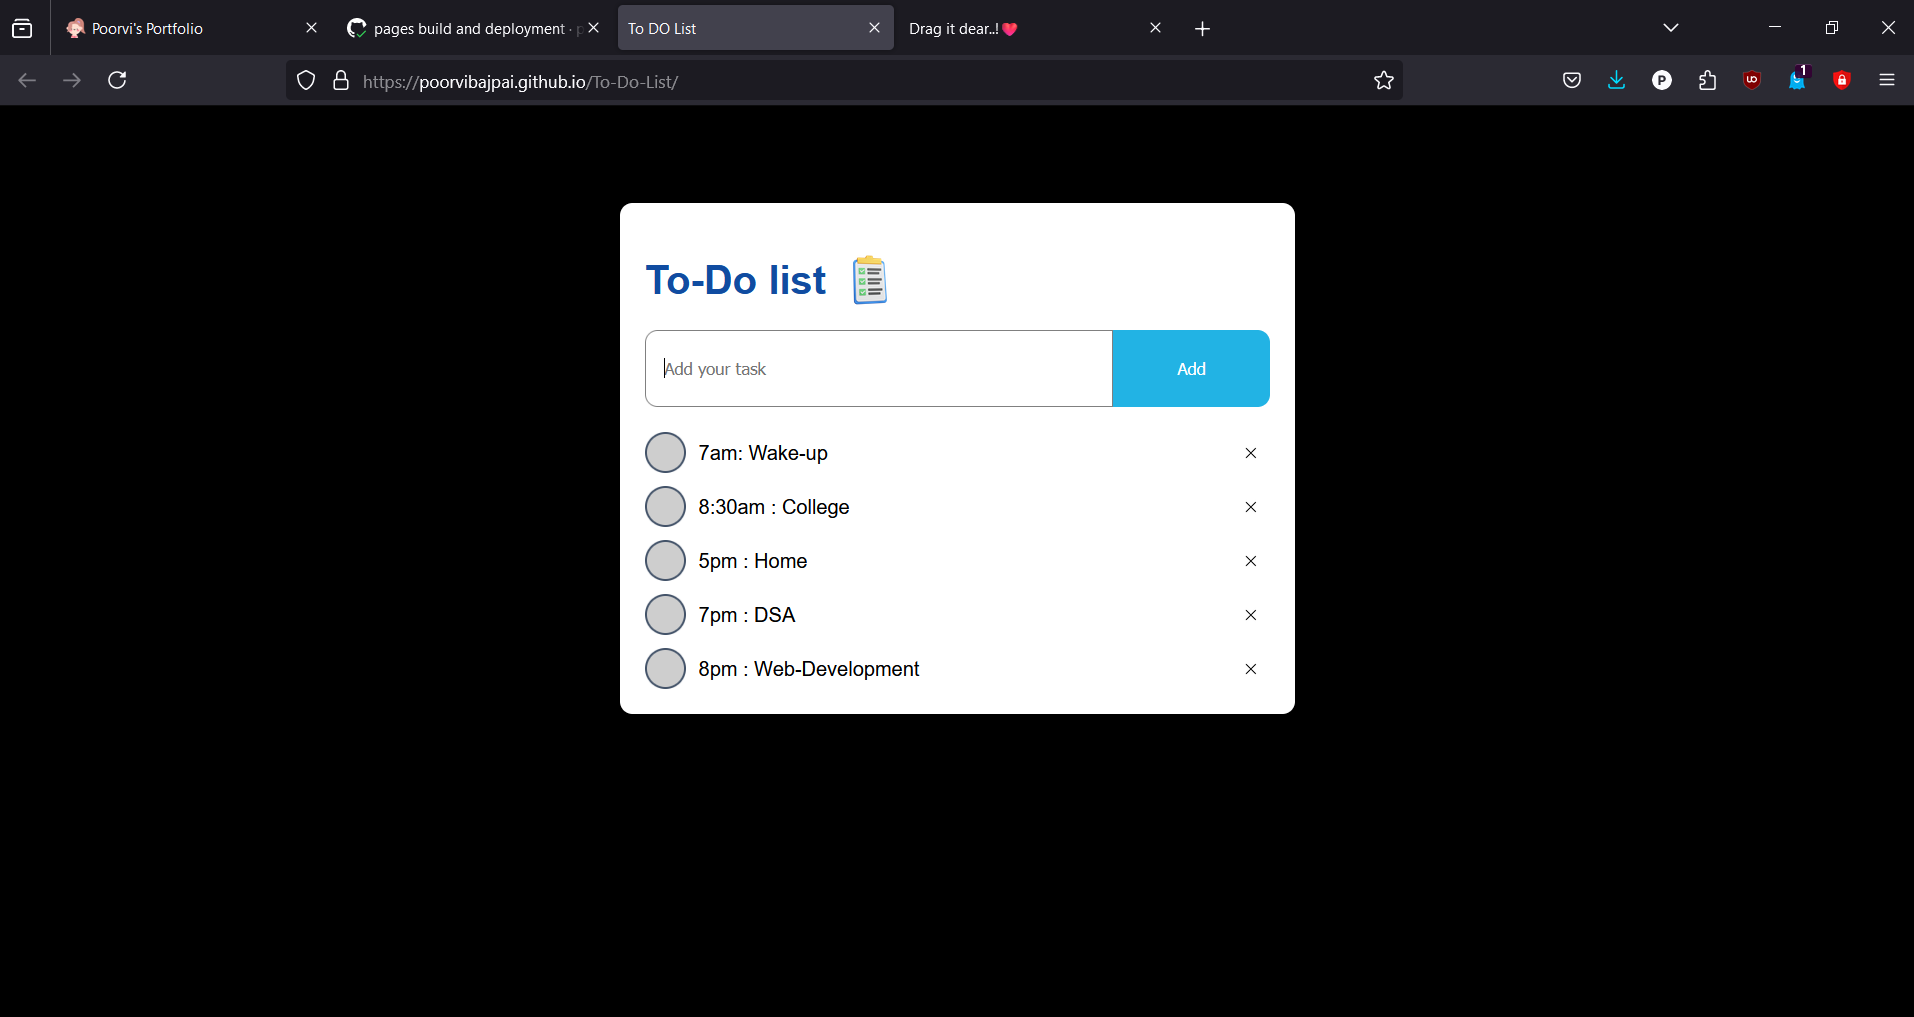 Poorvi's Portfolio
pages build and deployment ·
To DO List
Drag it dear..!
https://poorvibajpai.github.io/To-Do-List/
P
UD
1
To-Do list
Add your task
Add
7am: Wake-up
8:30am : College
5pm : Home
7pm : DSA
8pm : Web-Development